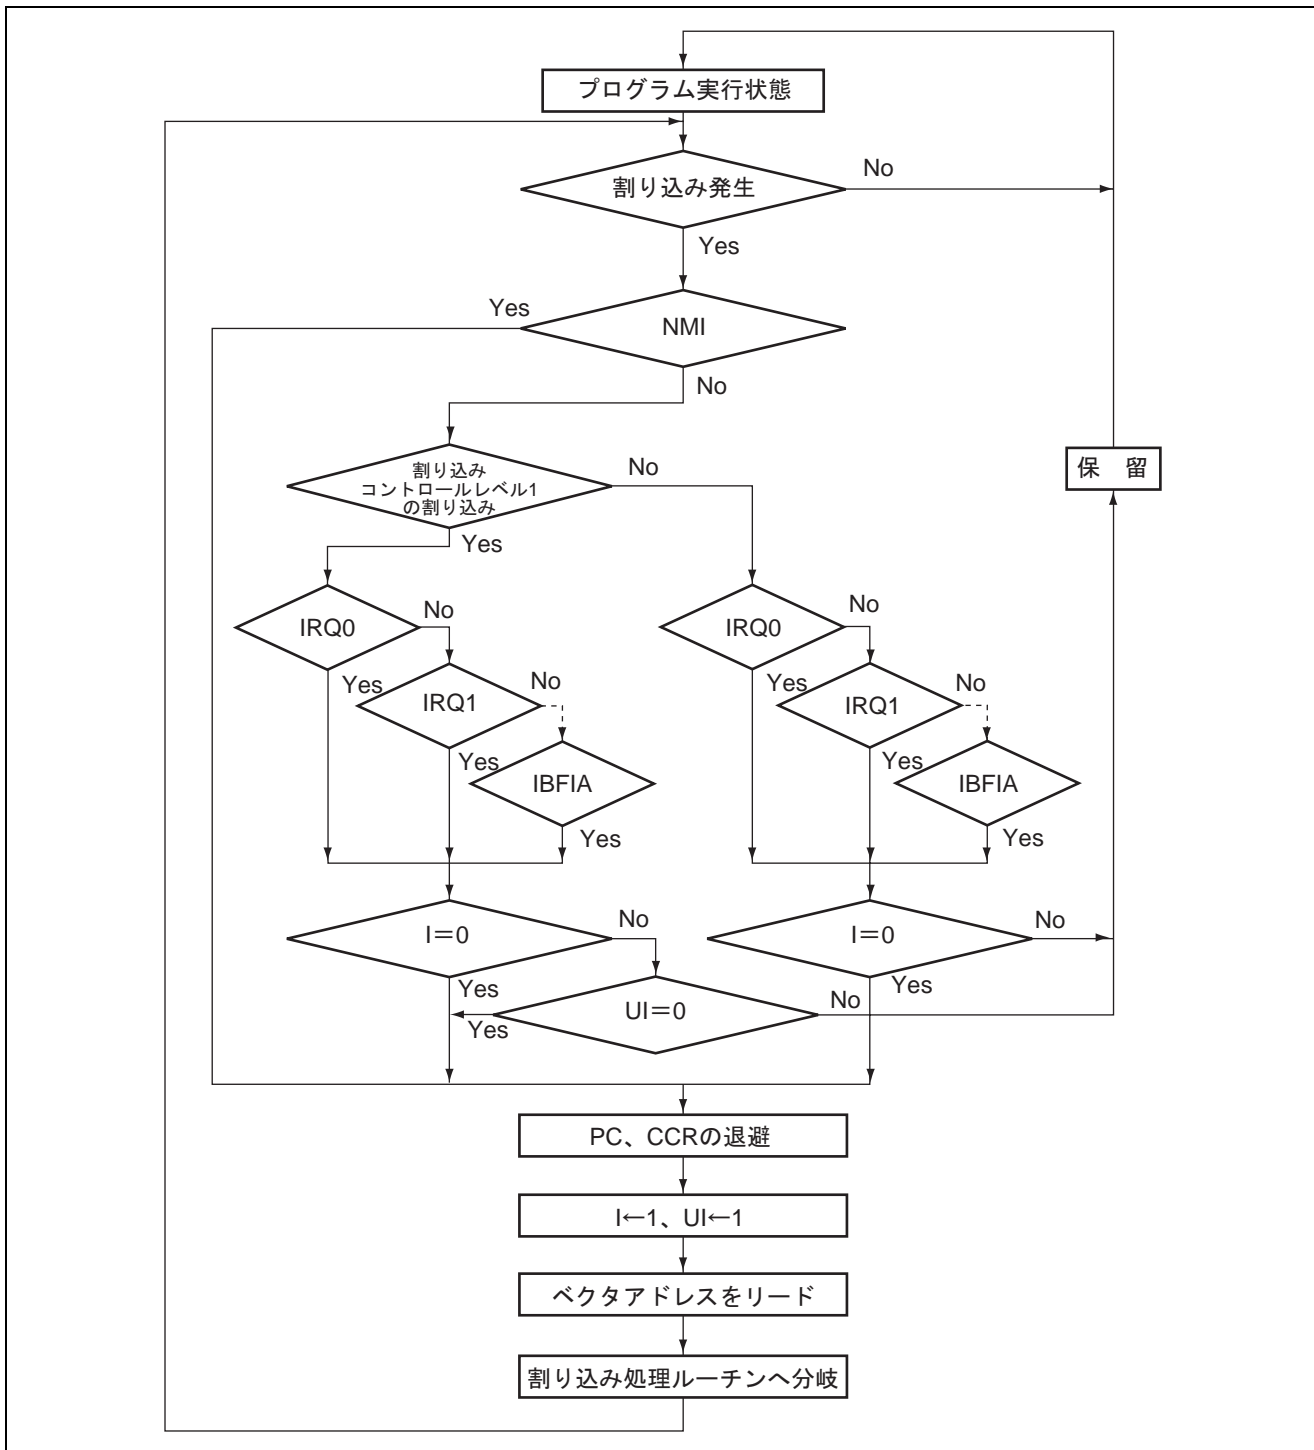 プログラム実行状態
割り込み発生
No
Yes
Yes
NMI
No
割り込み
コントロールレベル1
の割り込み
No
Yes
保　留
IRQ0
No
Yes
IRQ1
No
Yes
IBFIA
Yes
IRQ0
No
Yes
IRQ1
No
Yes
IBFIA
Yes
I＝0
No
Yes
UI＝0
No
Yes
I＝0
No
Yes
PC、CCRの退避
I←1、UI←1
ベクタアドレスをリード
割り込み処理ルーチンへ分岐